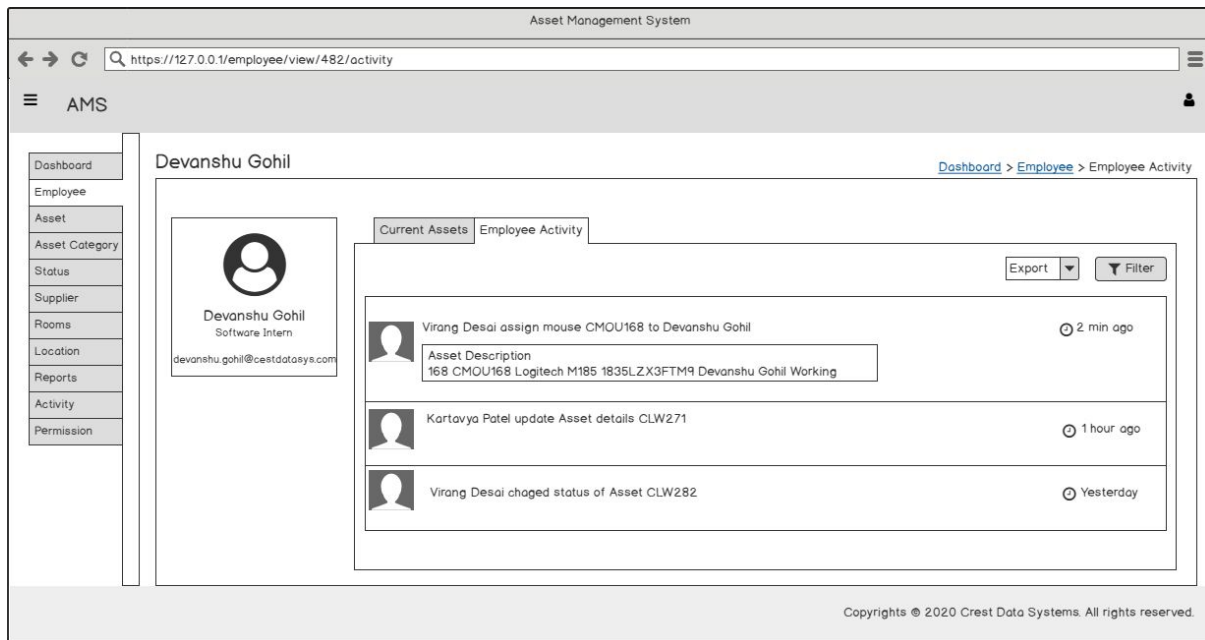 Asset Management System
https://127.0.0.1/employee/view/482/activity
AMS
Dashboard
Employee
Asset
Asset Category
Status
Supplier
Rooms
Location
Reports
Activity
Permission
Devanshu Gohil
Dashboard > Employee > Employee Activity
Devanshu Gohil
Software Intern
devanshu.gohil@cestdatasys.com
Current Assets
Employee Activity
Export
Filter
Virang Desai assign mouse CMOU168 to Devanshu Gohil
2 min ago
Asset Description
168 CMOU168 Logitech M185 1835LZX3FTM9 Devanshu Gohil Working
Kartavya Patel update Asset details CLW271
1 hour ago
Virang Desai chaged status of Asset CLW282
Yesterday
Copyrights © 2020 Crest Data Systems. All rights reserved.